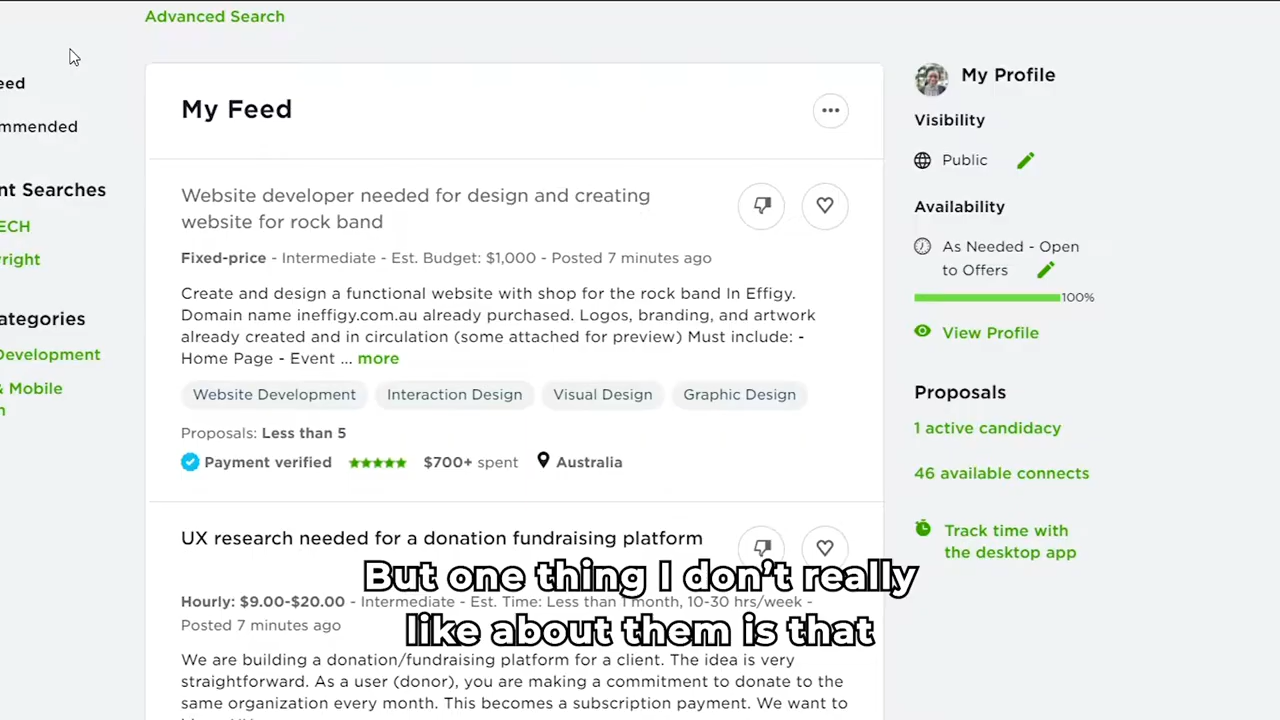 Advanced Search
eed
mmended
nt Searches
ECH
right
ategories
Development
& Mobile
n
My Feed
Website developer needed for design and creating
website for rock band
Fixed-price - Intermediate - Est. Budget: $1,000 - Posted 7 minutes ago
Create and design a functional website with shop for the rock band In Effigy.
Domain name ineffigy.com.au already purchased. Logos, branding, and artwork
already created and in circulation (some attached for preview) Must include: -
Home Page - Event ... more
Website Development Interaction Design Visual Design Graphic Design
Proposals: Less than 5
Payment verified $700+ spent Australia
UX research needed for a donation fundraising platform
Hourly: $9.00-$20.00 - Intermediate - Est. Time: Less than 1 month, 10-30 hrs/week -
Posted 7 minutes ago
We are building a donation/fundraising platform for a client. The idea is very
straightforward. As a user (donor), you are making a commitment to donate to the
same organization every month. This becomes a subscription payment. We want to
But one thing I don't really
like about them is that
My Profile
Visibility
Public
Availability
As Needed - Open
to Offers
100%
View Profile
Proposals
1 active candidacy
46 available connects
Track time with
the desktop app